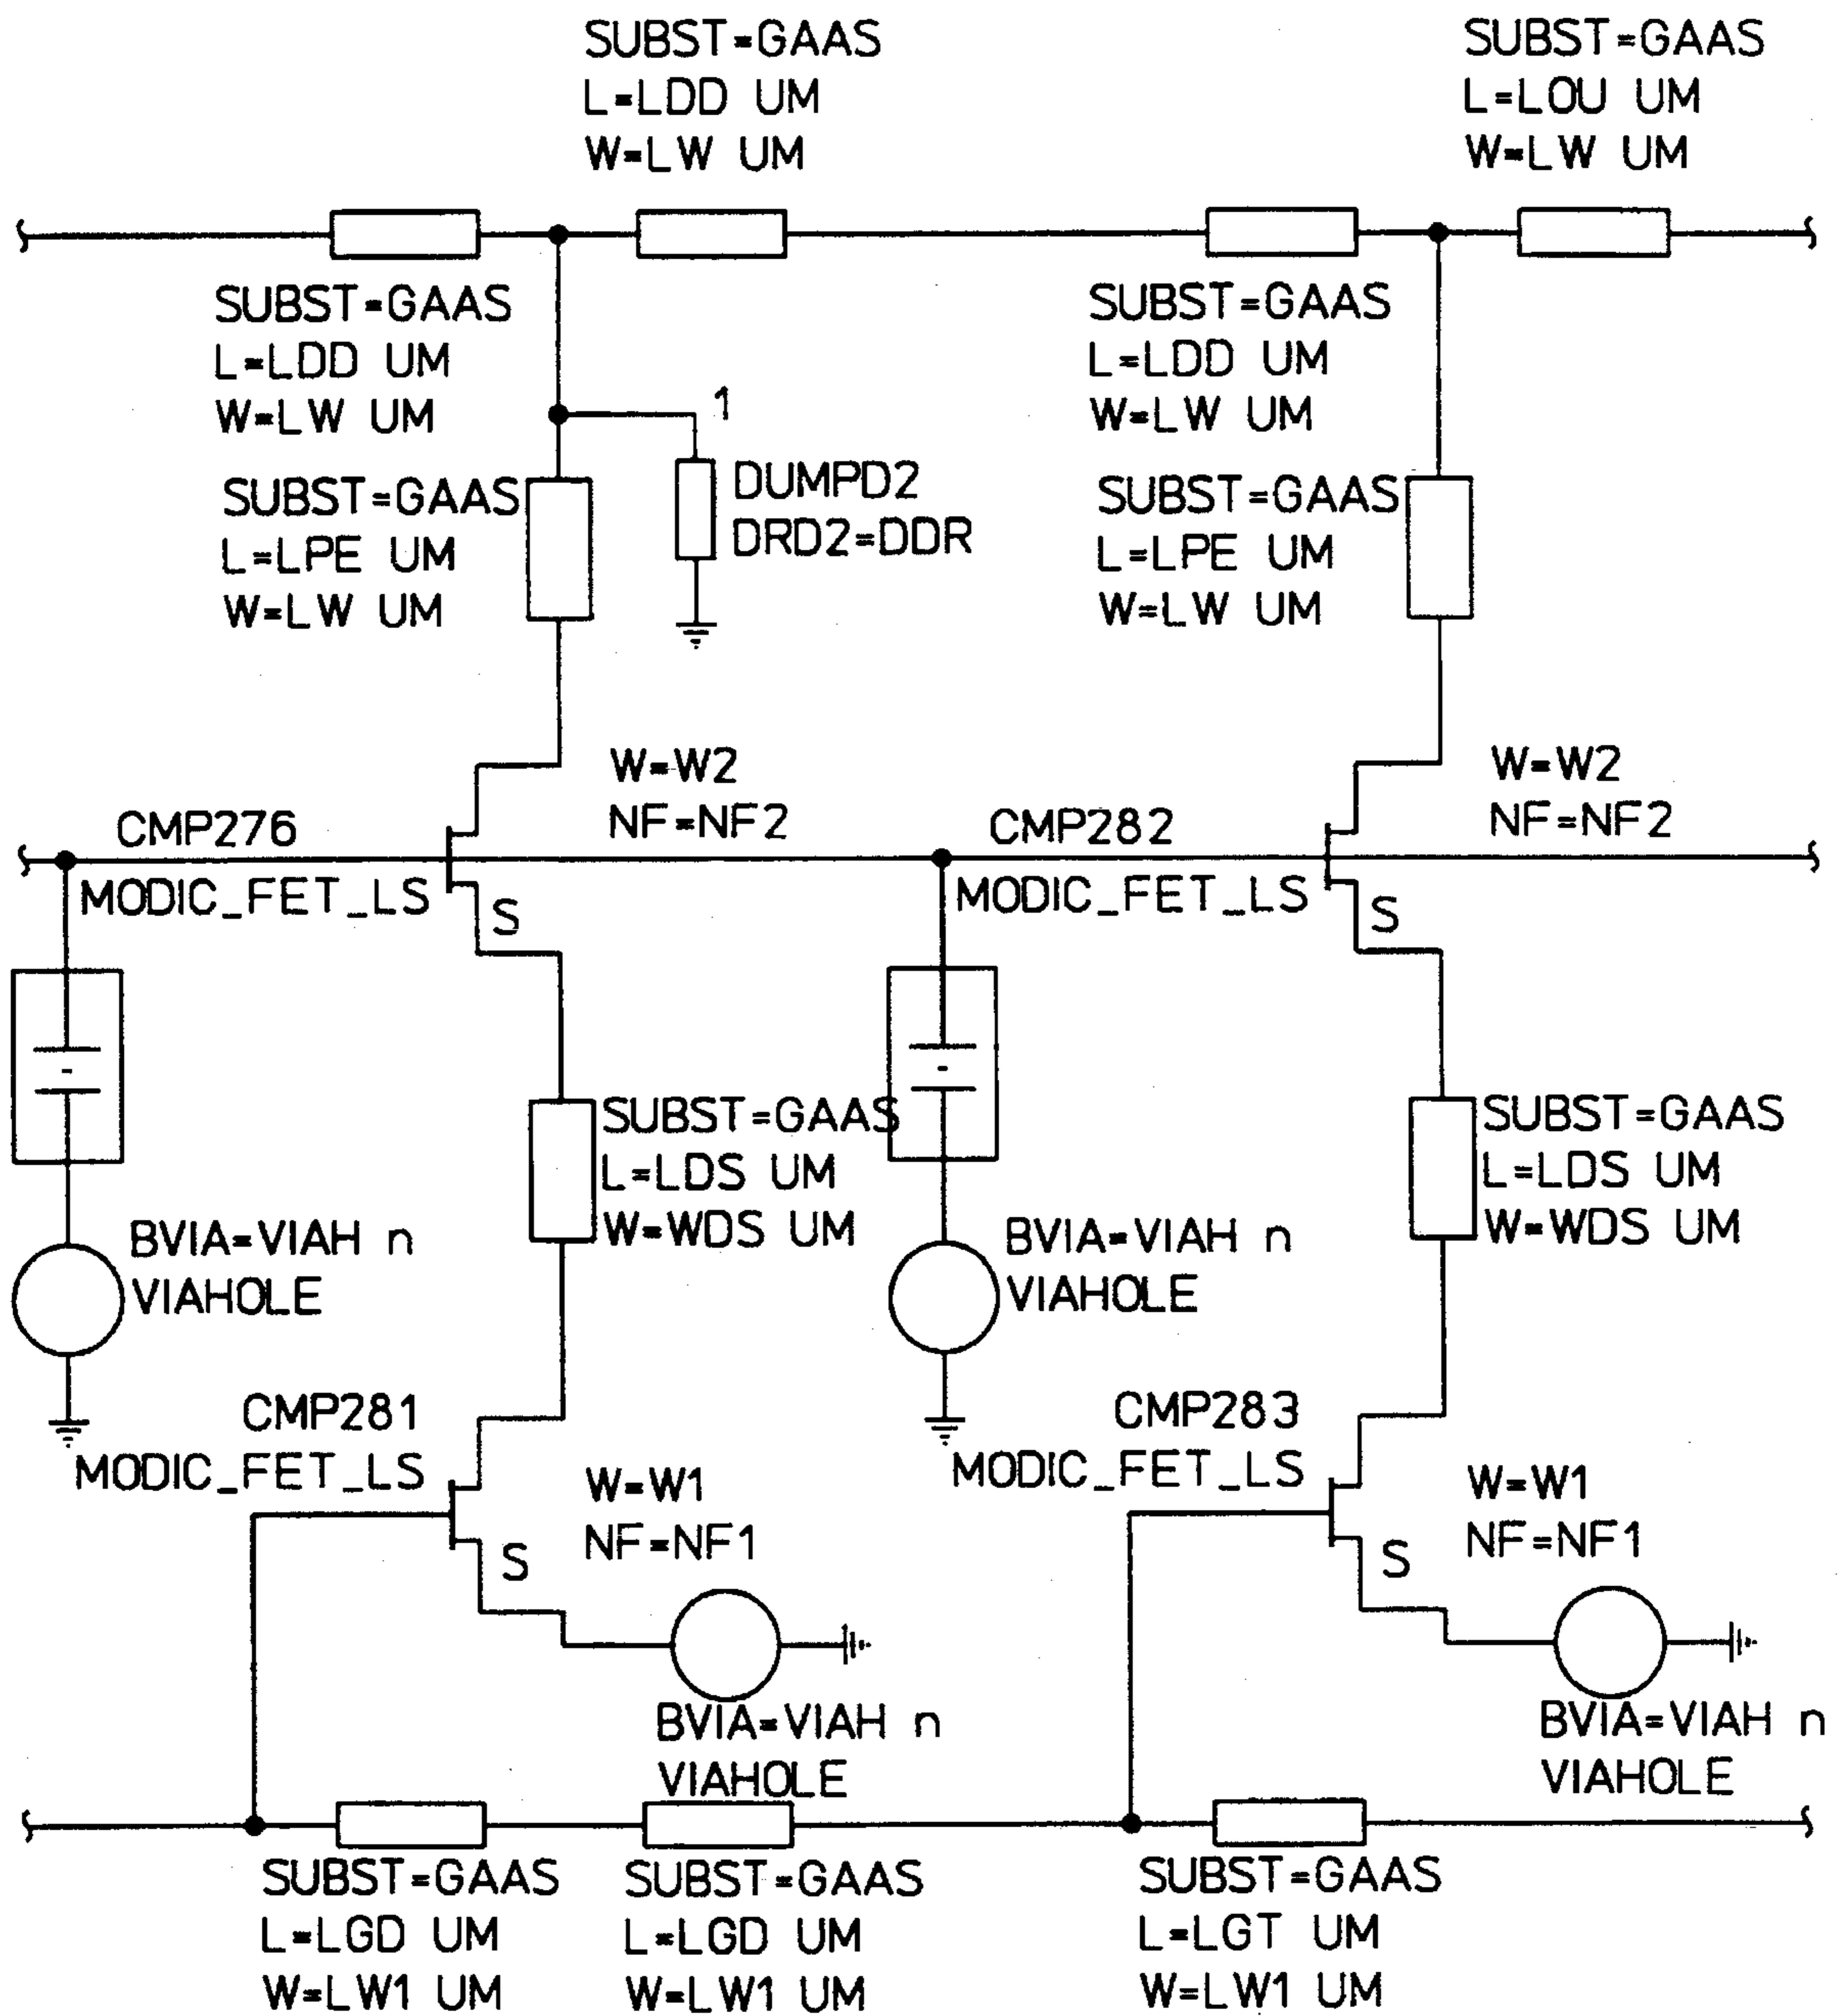 SUBST=GAAS
L=LDD UM
W=LW UM
SUBST=GAAS
L=LOU UM
W=LW UM
SUBST=GAAS
L=LDD UM
W=LW UM
SUBST=GAAS
L=LDD UM
W=LW UM
1
SUBST=GAAS
L=LPE UM
W=LW UM
DUMPD2
DRD2=DDR
SUBST=GAAS
L=LPE UM
W=LW UM
W=W2
NF=NF2
W=W2
NF=NF2
CMP276
MODIC_FET_LS
S
CMP282
MODIC_FET_LS
S
SUBST=GAAS
L=LDS UM
W=WDS UM
SUBST=GAAS
L=LDS UM
W=WDS UM
BVIA=VIAH n
VIAHOLE
BVIA=VIAH n
VIAHOLE
CMP281
MODIC_FET_LS
W=W1
NF=NF1
S
CMP283
MODIC_FET_LS
W=W1
NF=NF1
S
BVIA=VIAH n
VIAHOLE
BVIA=VIAH n
VIAHOLE
SUBST=GAAS
L=LGD UM
W=LW1 UM
SUBST=GAAS
L=LGD UM
W=LW1 UM
SUBST=GAAS
L=LGT UM
W=LW1 UM